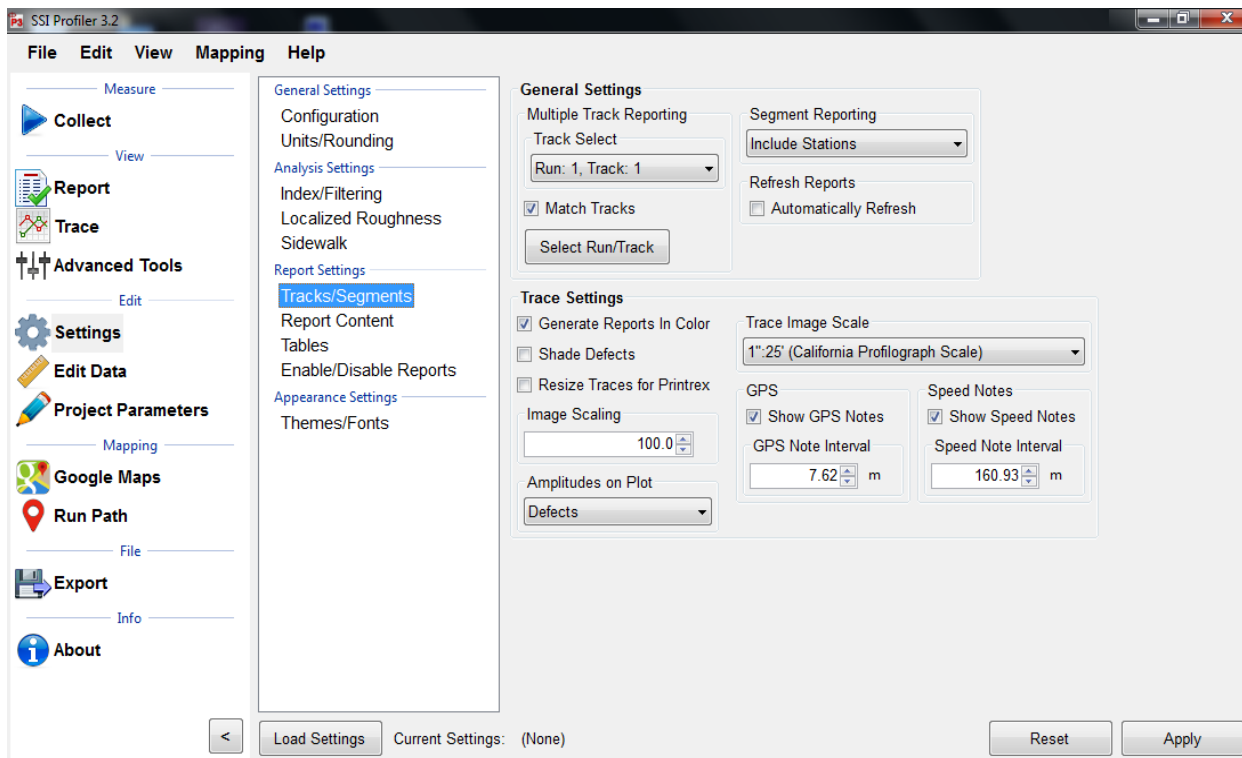 P3 SSI Profiler 3.2
File Edit View Mapping Help
Measure
Collect
View
Report
Trace
Advanced Tools
Edit
Settings
Edit Data
Project Parameters
Mapping
Google Maps
Run Path
File
Export
Info
About
<
General Settings
Configuration
Units/Rounding
Analysis Settings
Index/Filtering
Localized Roughness
Sidewalk
Report Settings
Tracks/Segments
Report Content
Tables
Enable/Disable Reports
Appearance Settings
Themes/Fonts
General Settings
Multiple Track Reporting
Track Select
Run: 1, Track: 1
Match Tracks
Select Run/Track
Segment Reporting
Include Stations
Refresh Reports
Automatically Refresh
Trace Settings
Generate Reports In Color
Shade Defects
Resize Traces for Printrex
Image Scaling
100.0
Amplitudes on Plot
Defects
Trace Image Scale
1":25' (California Profilograph Scale)
GPS
Show GPS Notes
GPS Note Interval
7.62 m
Speed Notes
Show Speed Notes
Speed Note Interval
160.93 m
Load Settings Current Settings: (None)
Reset Apply